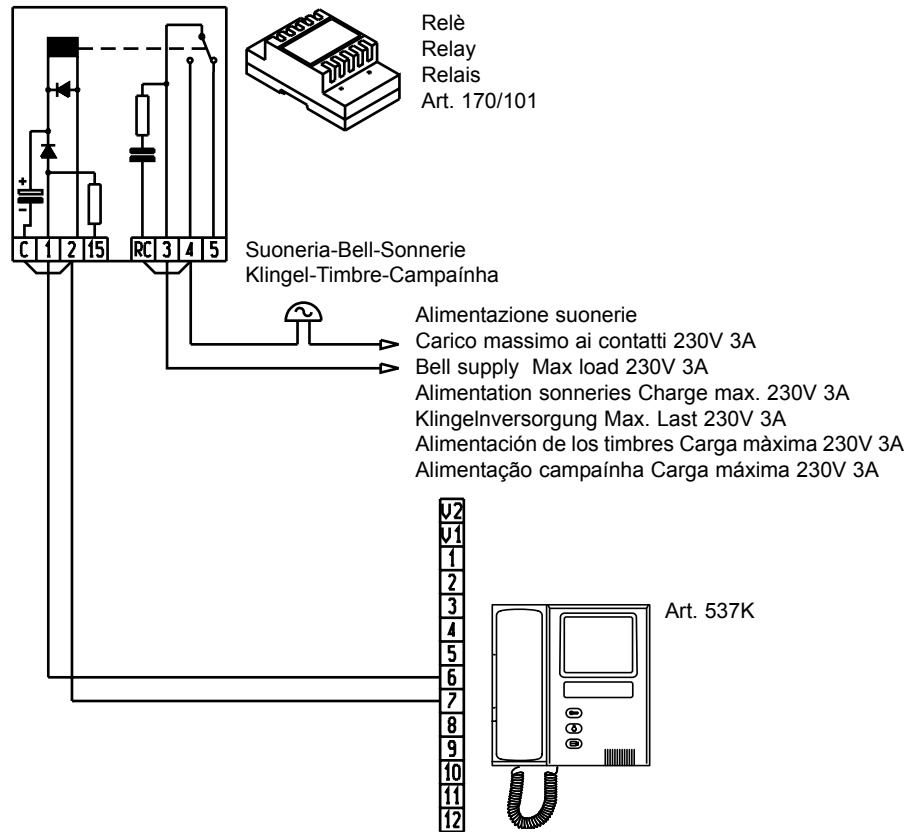 Relè
Relay
Relais
Art. 170/101
C 1 2 15 RC 3 4 5
+
-
Suoneria-Bell-Sonnerie
Klingel-Timbre-Campaínha
Alimentazione suonerie
Carico massimo ai contatti 230V 3A
Bell supply Max load 230V 3A
Alimentation sonneries Charge max. 230V 3A
Klingelnversorgung Max. Last 230V 3A
Alimentación de los timbres Carga màxima 230V 3A
Alimentação campaínha Carga máxima 230V 3A
V2
V1
1
2
3
4
5
6
7
8
9
10
11
12
Art. 537K